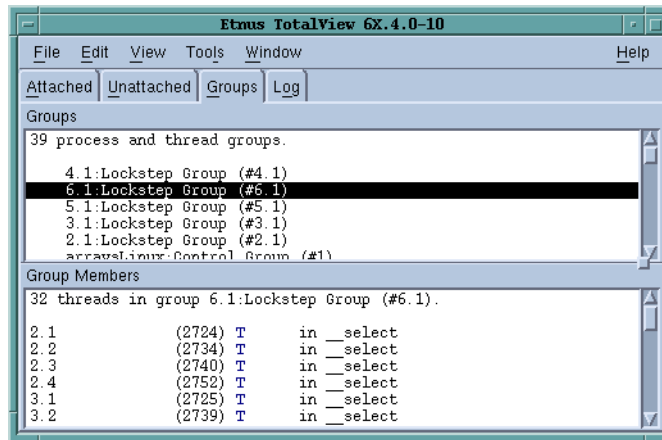 Etnus TotalView 6X.4.0-10
File Edit View Tools Window Help
Attached Unattached Groups Log
Groups
39 process and thread groups.
4.1:Lockstep Group (#4.1)
6.1:Lockstep Group (#6.1)
5.1:Lockstep Group (#5.1)
3.1:Lockstep Group (#3.1)
2.1:Lockstep Group (#2.1)
arraysLinux:Control Group (#1)
Group Members
32 threads in group 6.1:Lockstep Group (#6.1).
2.1 (2724) T in __select
2.2 (2734) T in __select
2.3 (2740) T in __select
2.4 (2752) T in __select
3.1 (2725) T in __select
3.2 (2739) T in __select